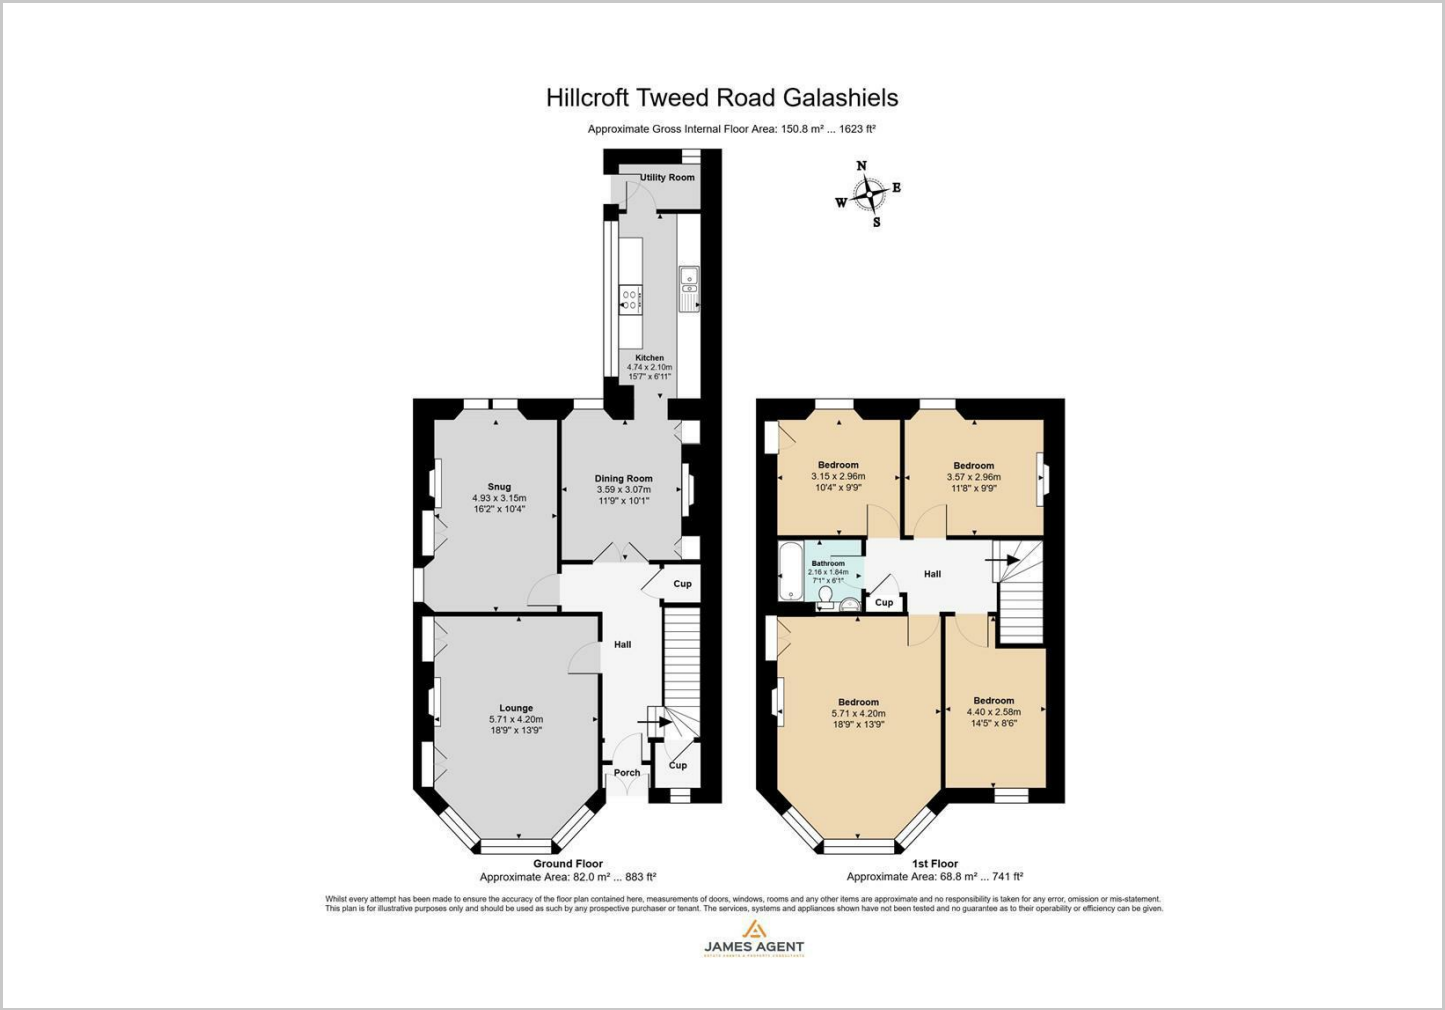 Hillcroft Tweed Road Galashiels
Approximate Gross Internal Floor Area: 150.8 m² ... 1623 ft²
N
E
W
S
Utility Room
Kitchen
4.74 x 2.10m
15'7" x 6'11"
Snug
4.93 x 3.15m
16'2" x 10'4"
Dining Room
3.59 x 3.07m
11'9" x 10'1"
Cup
Hall
Lounge
5.71 x 4.20m
18'9" x 13'9"
Cup
Porch
Ground Floor
Approximate Area: 82.0 m² ... 883 ft²
Bedroom
3.15 x 2.96m
10'4" x 9'9"
Bedroom
3.57 x 2.96m
11'8" x 9'9"
Bathroom
2.16 x 1.84m
7'1" x 6'1"
Hall
Cup
Bedroom
5.71 x 4.20m
18'9" x 13'9"
Bedroom
4.40 x 2.58m
14'5" x 8'6"
1st Floor
Approximate Area: 68.8 m² ... 741 ft²
Whilst every attempt has been made to ensure the accuracy of the floor plan contained here, measurements of doors, windows, rooms and any other items are approximate and no responsibility is taken for any error, omission or mis-statement.
This plan is for illustrative purposes only and should be used as such by any prospective purchaser or tenant. The services, systems and appliances shown have not been tested and no guarantee as to their operability or efficiency can be given.
JAMES AGENT
ESTATE AGENTS & PROPERTY CONSULTANTS